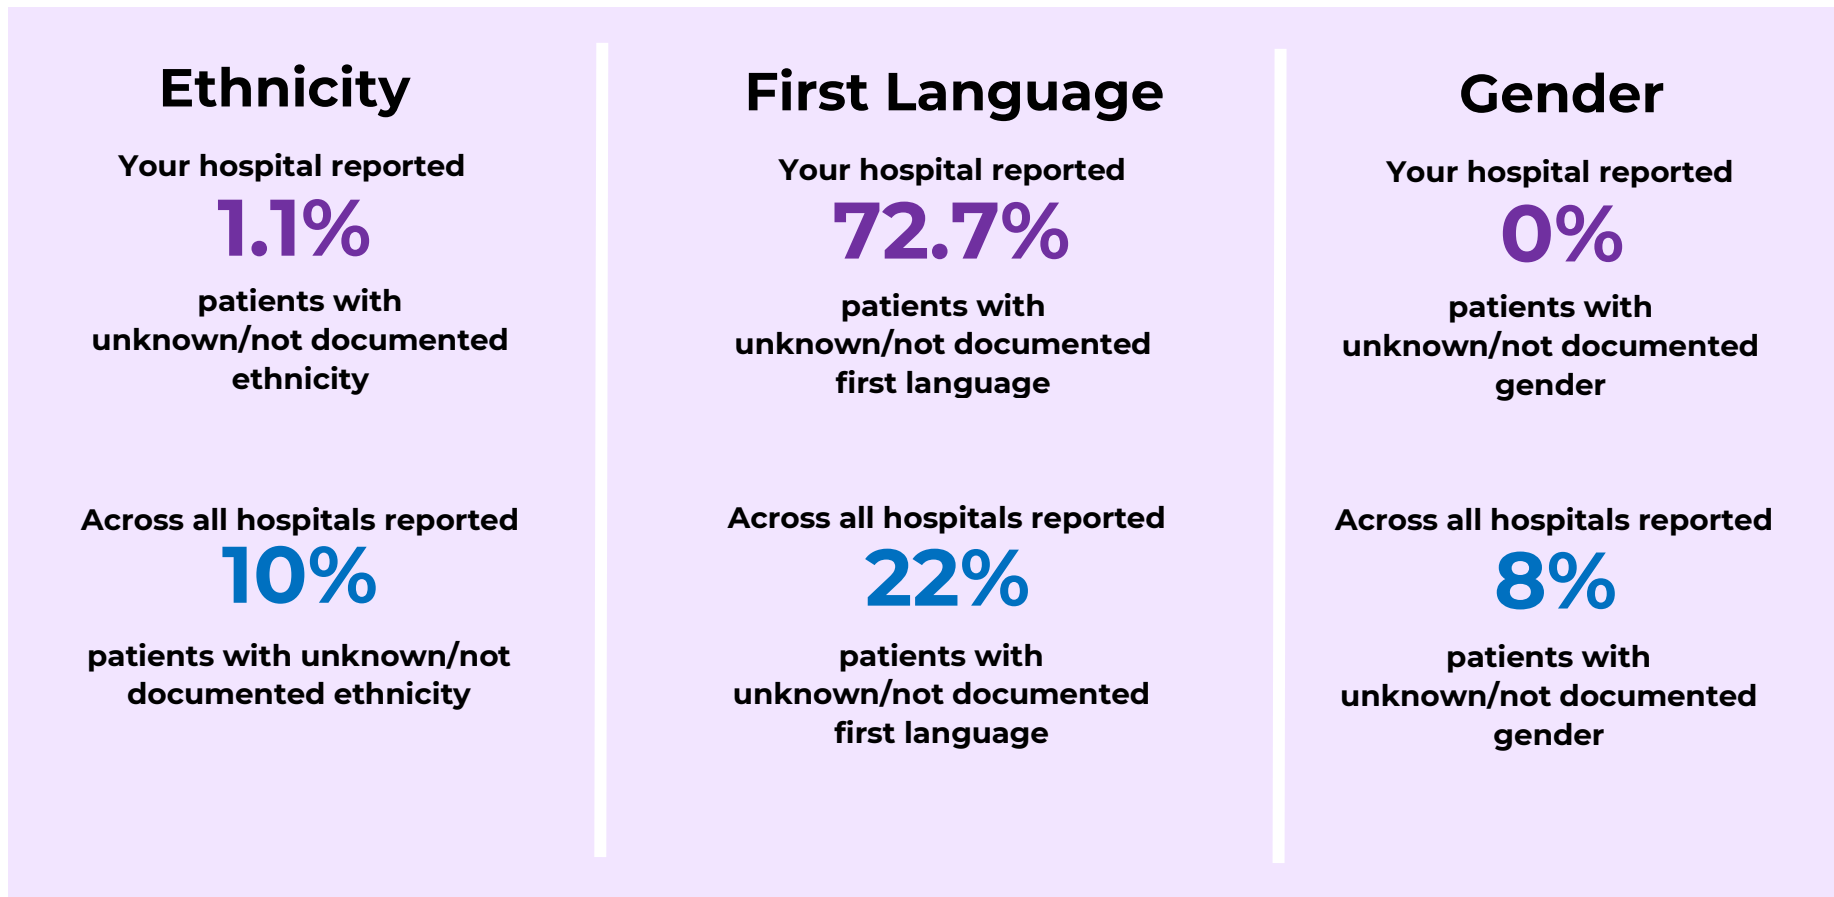 Ethnicity
Your hospital reported
1.1%
patients with
unknown/not documented
ethnicity
Across all hospitals reported
10%
patients with unknown/not
documented ethnicity
First Language
Your hospital reported
72.7%
patients with
unknown/not documented
first language
Across all hospitals reported
22%
patients with
unknown/not documented
first language
Gender
Your hospital reported
0%
patients with
unknown/not documented
gender
Across all hospitals reported
8%
patients with
unknown/not documented
gender